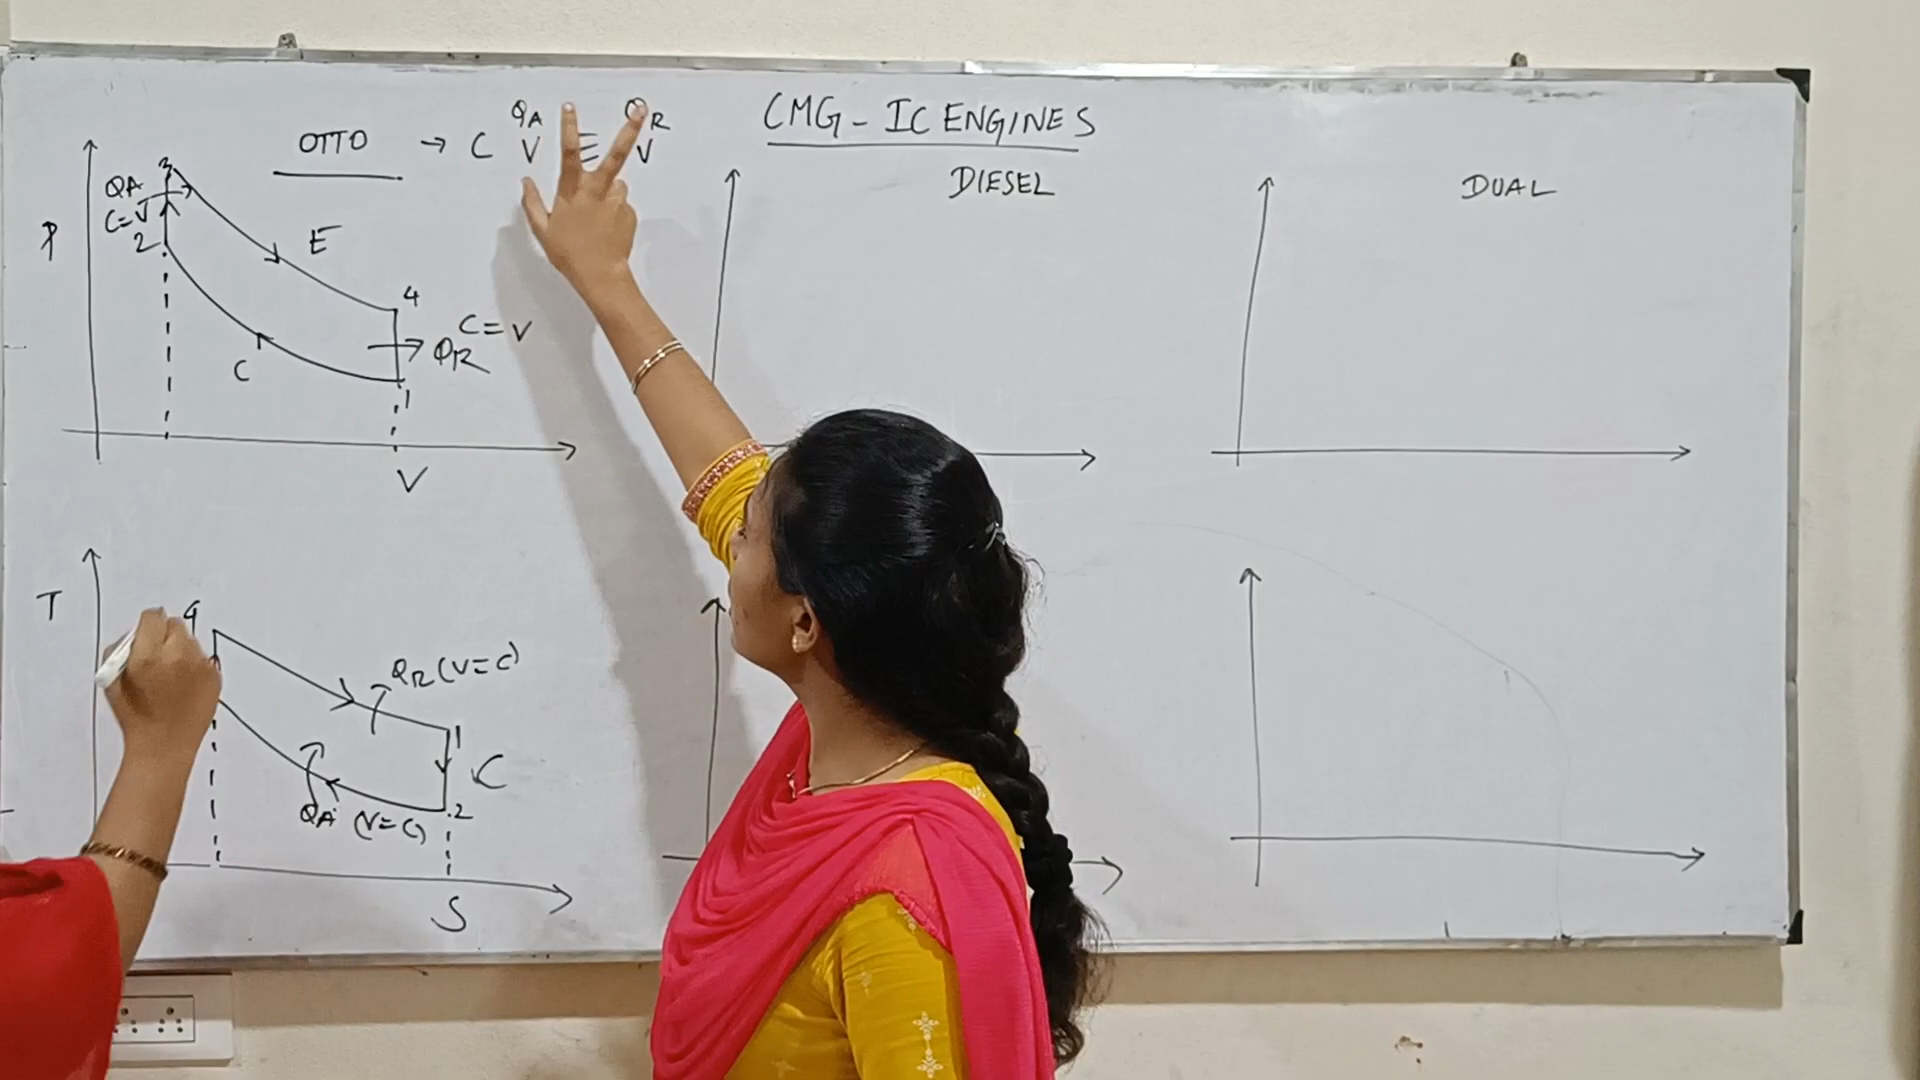 CMG - IC ENGINES
OTTO → C V E V
QA QR
DIESEL
DUAL
P
3
QA
C=V
2
E
4
C=V
QR
C
1
V
T
4
QR (V=C)
1
C
2
QA (V=C)
S